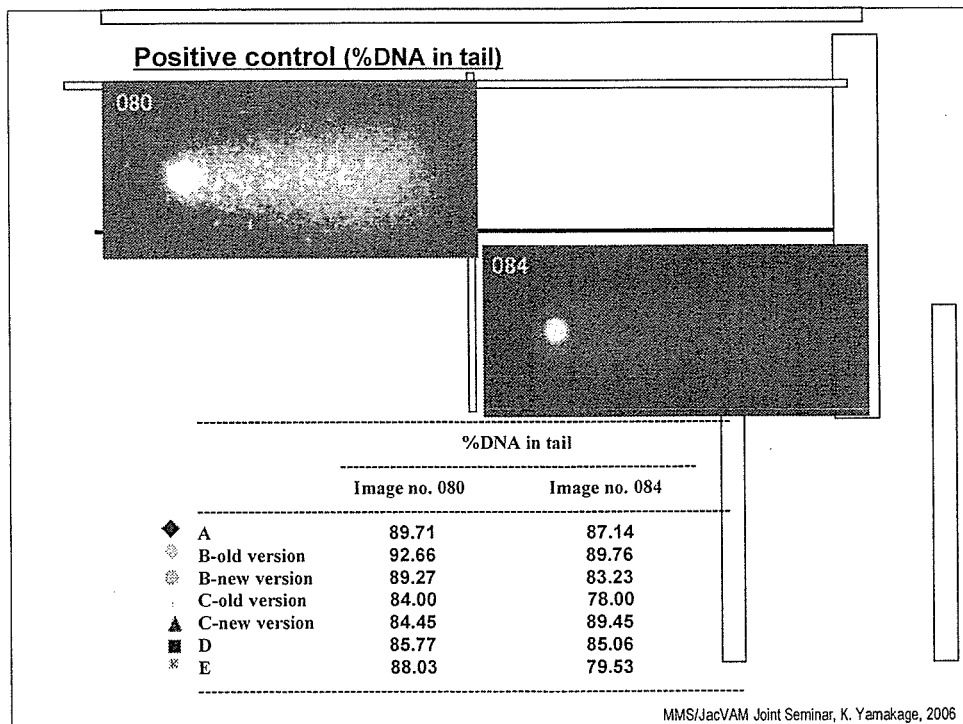 Positive control (%DNA in tail)
080
084
%DNA in tail
Image no. 080 Image no. 084
A 89.71 87.14
B-old version 92.66 89.76
B-new version 89.27 83.23
C-old version 84.00 78.00
C-new version 84.45 89.45
D 85.77 85.06
E 88.03 79.53
MMS/JacVAM Joint Seminar, K. Yamakage, 2006